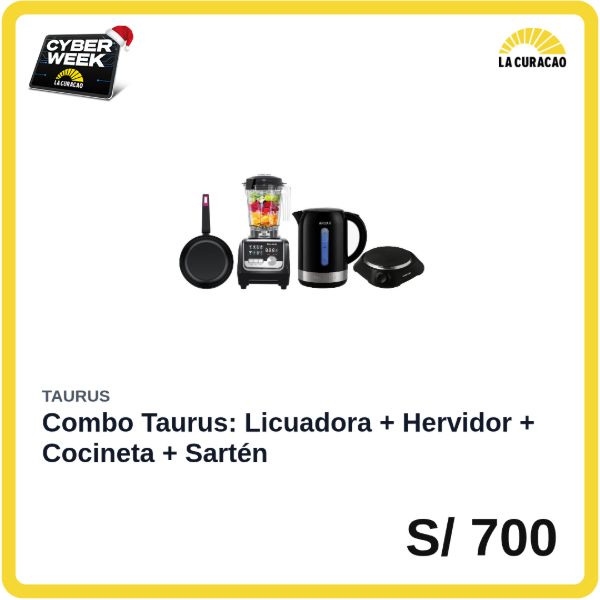 CYBER
WEEK
LA CURACAO
LA CURACAO
TAURUS
Combo Taurus: Licuadora + Hervidor +
Cocineta + Sartén
S/ 700